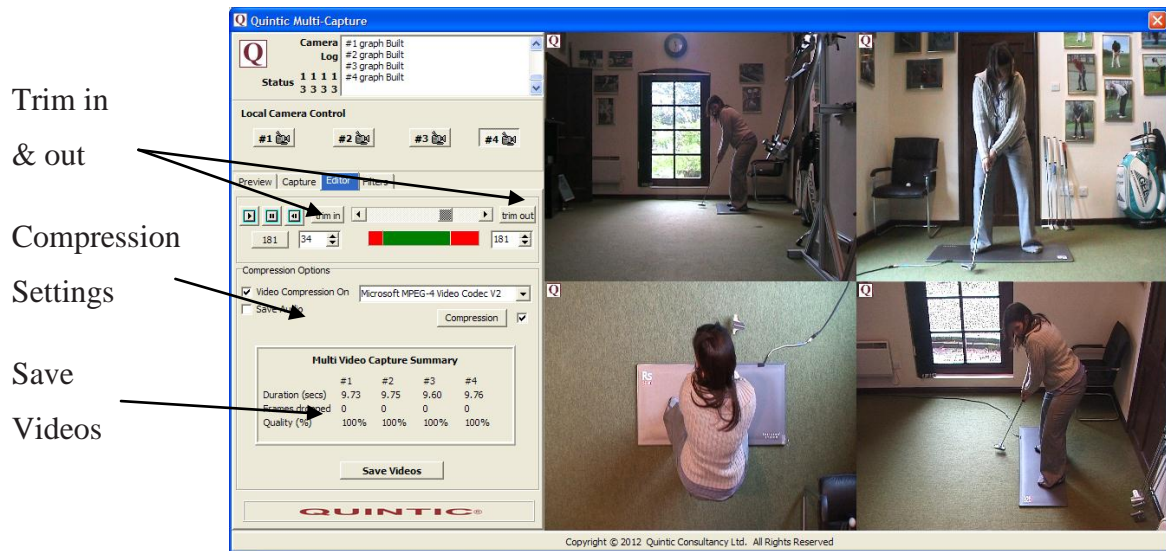 Quintic Multi-Capture
Trim in
& out
Compression
Settings
Save
Videos
Q
Camera
Log
#1 graph Built
#2 graph Built
#3 graph Built
#4 graph Built
Status 1 1 1 1
3 3 3 3
Local Camera Control
#1 #2 #3 #4
Preview Capture Editor Filters
trim in trim out
181 34 181
Compression Options
Video Compression On Microsoft MPEG-4 Video Codec V2
Save Audio
Compression
Multi Video Capture Summary
#1 #2 #3 #4
Duration (secs) 9.73 9.75 9.60 9.76
Frames dropped 0 0 0 0
Quality (%) 100% 100% 100% 100%
Save Videos
QUINTIC®
Q
Q
Q
Rs
Q
Copyright © 2012 Quintic Consultancy Ltd. All Rights Reserved